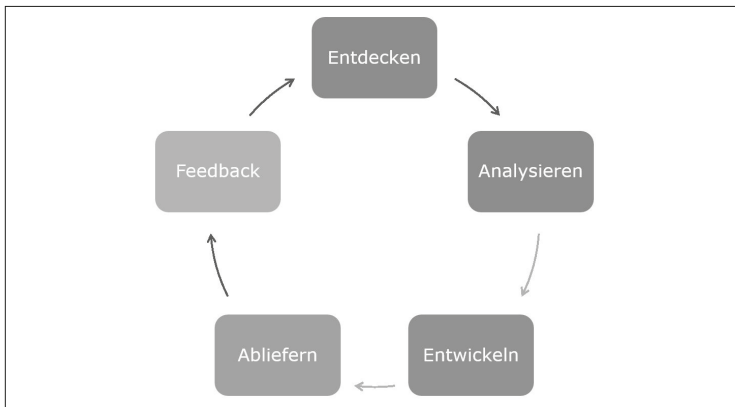 Entdecken
Analysieren
Entwickeln
Abliefern
Feedback